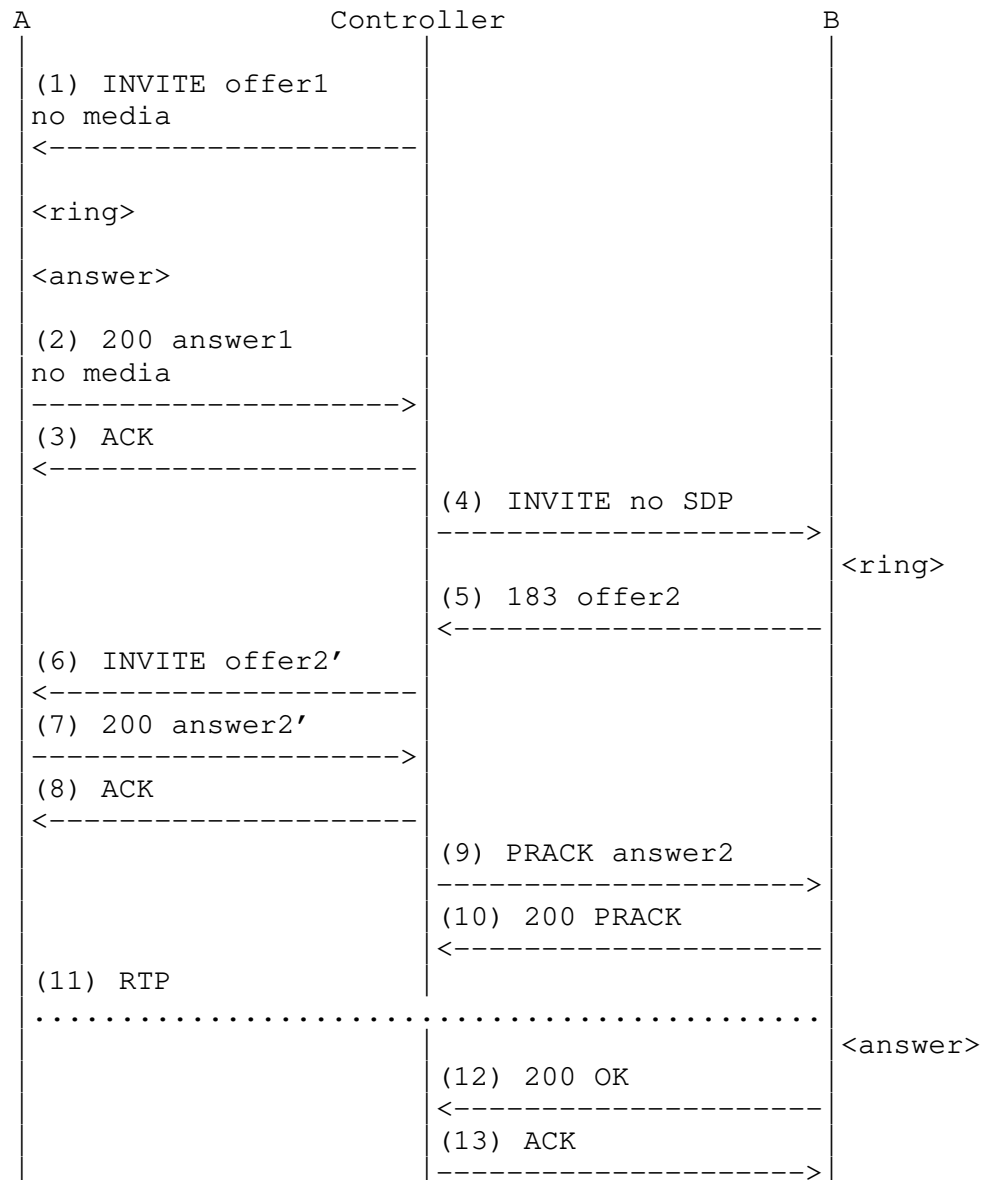 A Controller B
(1) INVITE offer1
no media
<---------------------
<ring>
<answer>
(2) 200 answer1
no media
--------------------->
(3) ACK
<---------------------
(4) INVITE no SDP
--------------------->
<ring>
(5) 183 offer2
<---------------------
(6) INVITE offer2’
<---------------------
(7) 200 answer2’
--------------------->
(8) ACK
<---------------------
(9) PRACK answer2
--------------------->
(10) 200 PRACK
<---------------------
(11) RTP
.............................................
<answer>
(12) 200 OK
<---------------------
(13) ACK
--------------------->